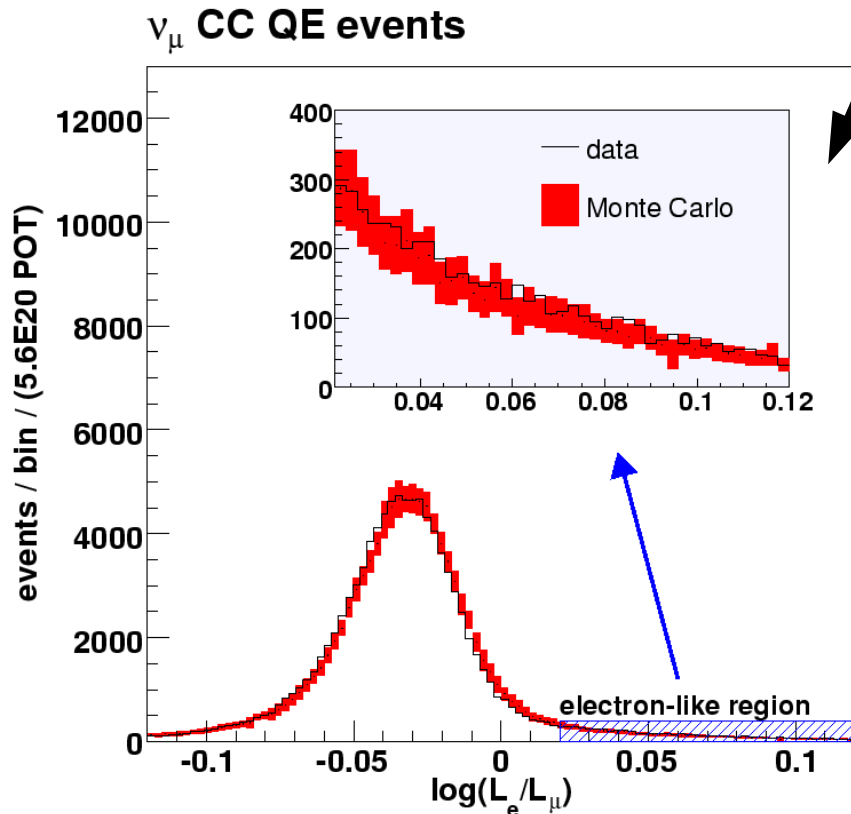 νμ CC QE events
events / bin / (5.6E20 POT)
12000
10000
8000
6000
4000
2000
0
400
300
200
100
0
data
Monte Carlo
0.04 0.06 0.08 0.1 0.12
electron-like region
-0.1 -0.05 0 0.05 0.1
log(L_e/L_μ)